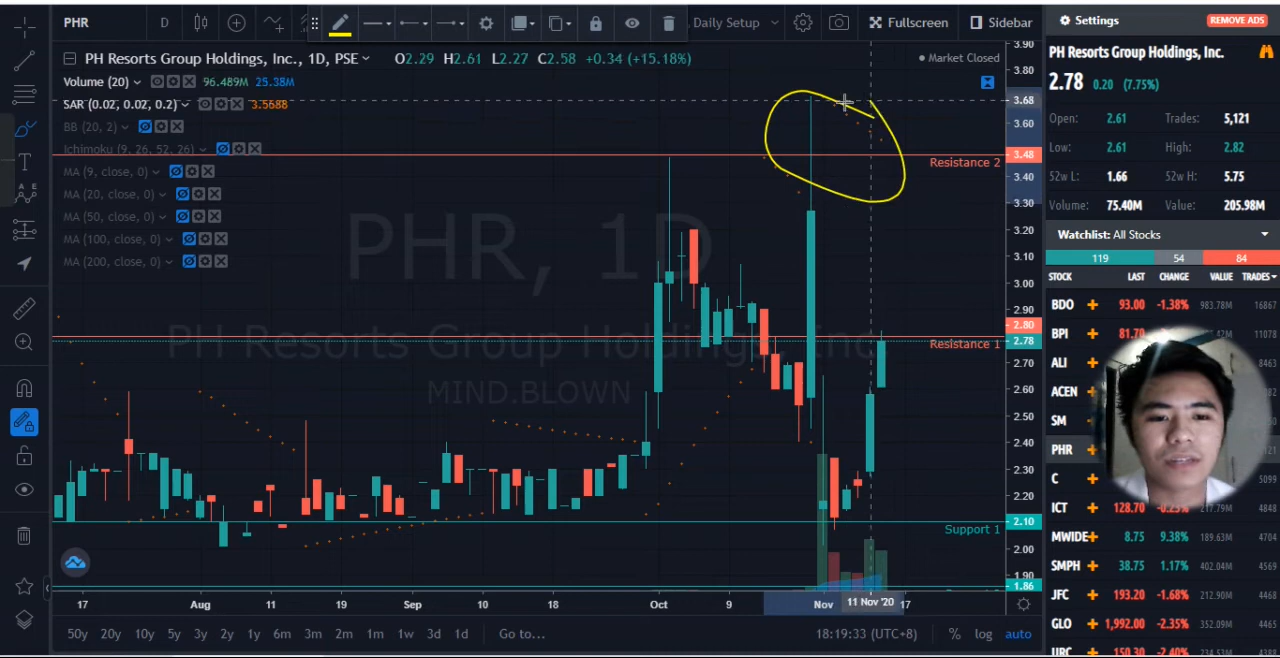 PHR
D
Daily Setup
Fullscreen
Sidebar
PH Resorts Group Holdings, Inc., 1D, PSE
O2.29 H2.61 L2.27 C2.58 +0.34 (+15.18%)
Market Closed
Volume (20) 96.489M 25.38M
SAR (0.02, 0.02, 0.2) 3.5688
BB (20, 2)
Ichimoku (9, 26, 52, 26)
MA (9, close, 0)
MA (20, close, 0)
MA (50, close, 0)
MA (100, close, 0)
MA (200, close, 0)
PHR, 1D
PH Resorts Group Holdings, Inc.
MIND.BLOWN
Resistance 2
Resistance 1
Support 1
3.90
3.80
3.68
3.60
3.48
3.40
3.30
3.20
3.10
3.00
2.90
2.80
2.78
2.70
2.60
2.50
2.40
2.30
2.20
2.10
2.00
1.90
1.86
17 Aug 11 19 Sep 10 18 Oct 9 Nov 11 Nov '20 17
50y 20y 10y 5y 3y 2y 1y 6m 3m 2m 1m 1w 3d 1d Go to... 18:19:33 (UTC+8) % log auto
Settings
REMOVE ADS
PH Resorts Group Holdings, Inc.
2.78 0.20 (7.75%)
Open: 2.61 Trades: 5,121
Low: 2.61 High: 2.82
52w L: 1.66 52w H: 5.75
Volume: 75.40M Value: 205.98M
Watchlist: All Stocks
119 54 84
STOCK LAST CHANGE VALUE TRADES
BDO 93.00 -1.38% 983.78M 16867
BPI 81.70 11078
ALI 8463
ACEN
SM
PHR
C 5099
ICT 128.70 -0.23% 217.79M 4848
MWIDE 8.75 9.38% 189.63M 4704
SMPH 38.75 1.17% 402.04M 4569
JFC 193.20 -1.68% 212.90M 4468
GLO 1,992.00 -2.35% 352.09M 4465
URC 150.30 -2.40% 4388